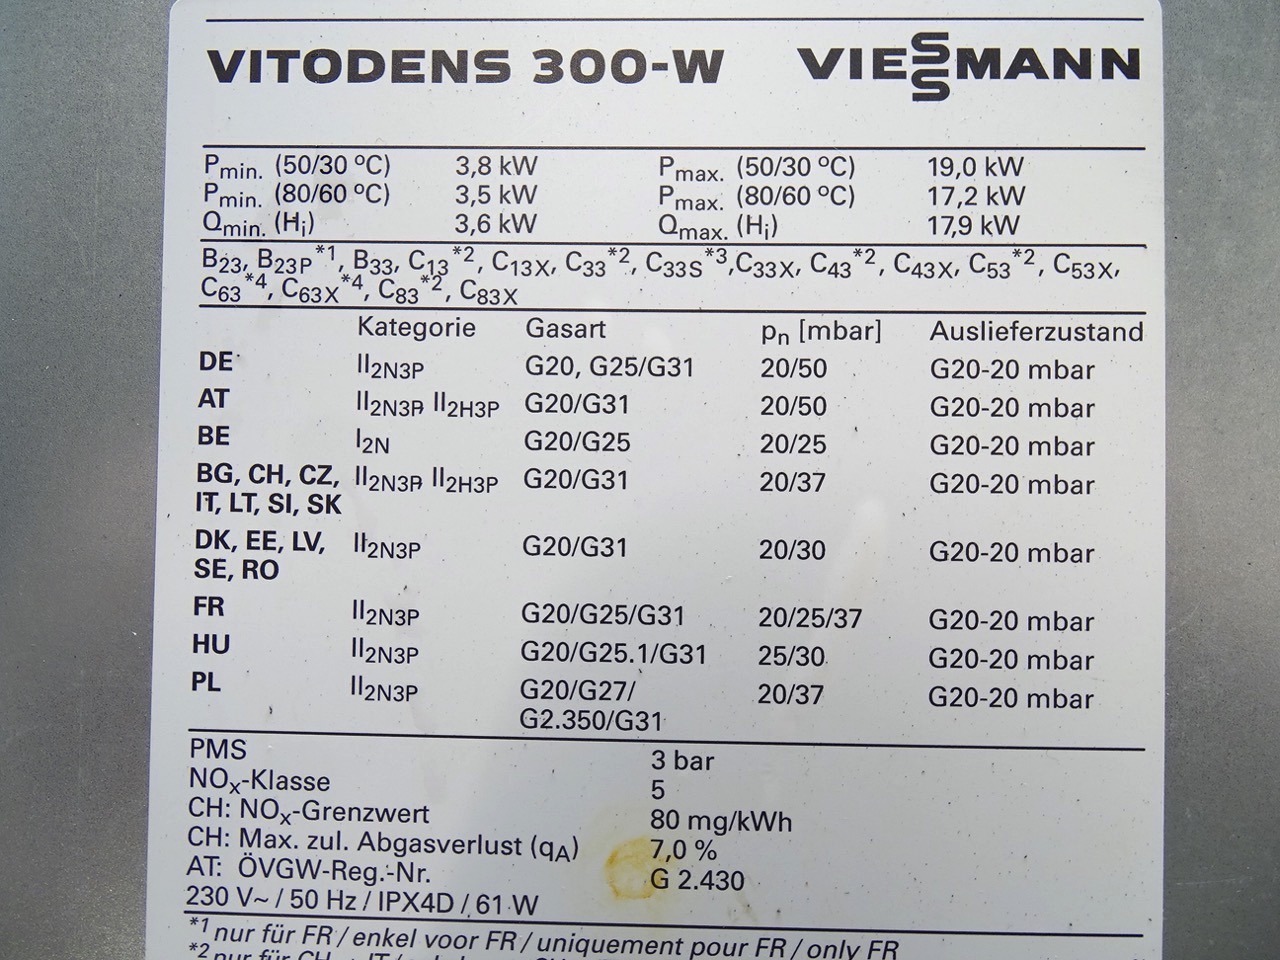 VITODENS 300-W VIESSMANN
Pmin. (50/30 °C) 3,8 kW Pmax. (50/30 °C) 19,0 kW
Pmin. (80/60 °C) 3,5 kW Pmax. (80/60 °C) 17,2 kW
Qmin. (Hi) 3,6 kW Qmax. (Hi) 17,9 kW
B23, B23P*1, B33, C13*2, C13X, C33*2, C33S*3,C33X, C43*2, C43X, C53*2, C53X,
C63*4, C63X*4, C83*2, C83X
Kategorie Gasart pn [mbar] Auslieferzustand
DE II2N3P G20, G25/G31 20/50 G20-20 mbar
AT II2N3P, II2H3P G20/G31 20/50 G20-20 mbar
BE I2N G20/G25 20/25 G20-20 mbar
BG, CH, CZ, II2N3P, II2H3P G20/G31 20/37 G20-20 mbar
IT, LT, SI, SK
DK, EE, LV, II2N3P G20/G31 20/30 G20-20 mbar
SE, RO
FR II2N3P G20/G25/G31 20/25/37 G20-20 mbar
HU II2N3P G20/G25.1/G31 25/30 G20-20 mbar
PL II2N3P G20/G27/ 20/37 G20-20 mbar
G2.350/G31
PMS 3 bar
NOx-Klasse 5
CH: NOx-Grenzwert 80 mg/kWh
CH: Max. zul. Abgasverlust (qA) 7,0 %
AT: ÖVGW-Reg.-Nr. G 2.430
230 V~ / 50 Hz / IPX4D / 61 W
*1 nur für FR / enkel voor FR / uniquement pour FR / only FR
*2 nur für CH